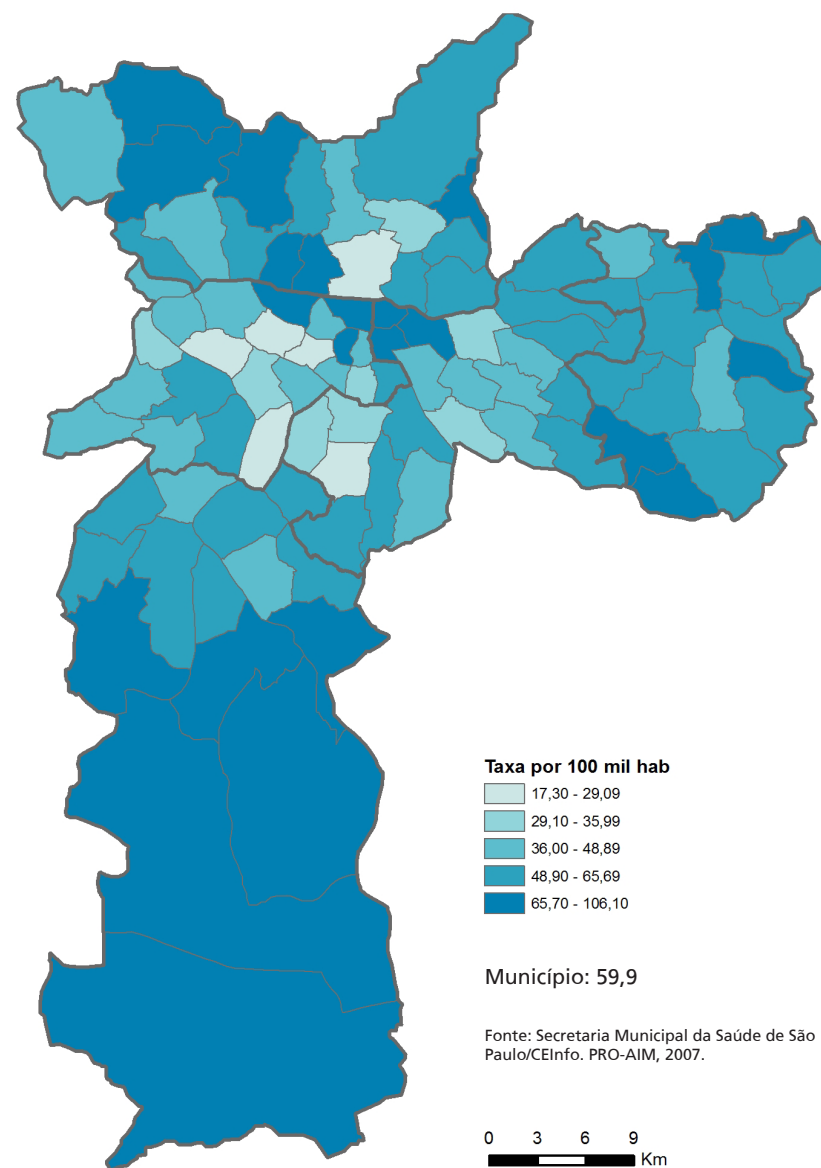 Taxa por 100 mil hab
17,30 - 29,09
29,10 - 35,99
36,00 - 48,89
48,90 - 65,69
65,70 - 106,10
Município: 59,9
Fonte: Secretaria Municipal da Saúde de São
Paulo/CEInfo. PRO-AIM, 2007.
0 3 6 9
Km